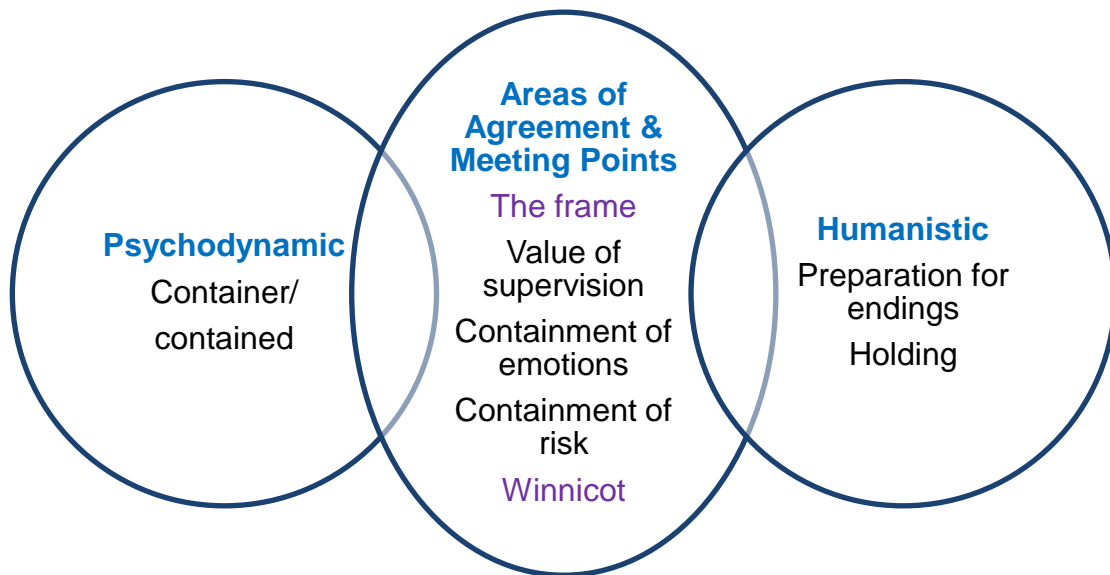 Psychodynamic
Container/
contained
Areas of
Agreement &
Meeting Points
The frame
Value of
supervision
Containment of
emotions
Containment of
risk
Winnicot
Humanistic
Preparation for
endings
Holding